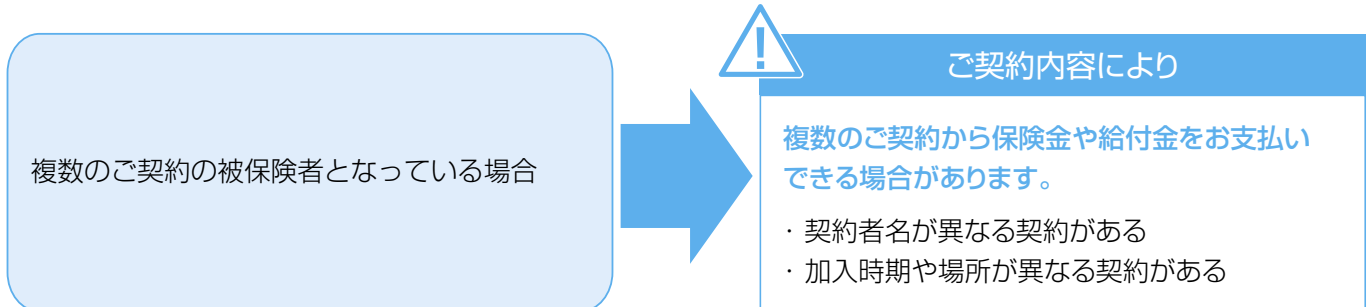 複数のご契約の被保険者となっている場合
!
ご契約内容により
複数のご契約から保険金や給付金をお支払い
できる場合があります。
・契約者名が異なる契約がある
・加入時期や場所が異なる契約がある